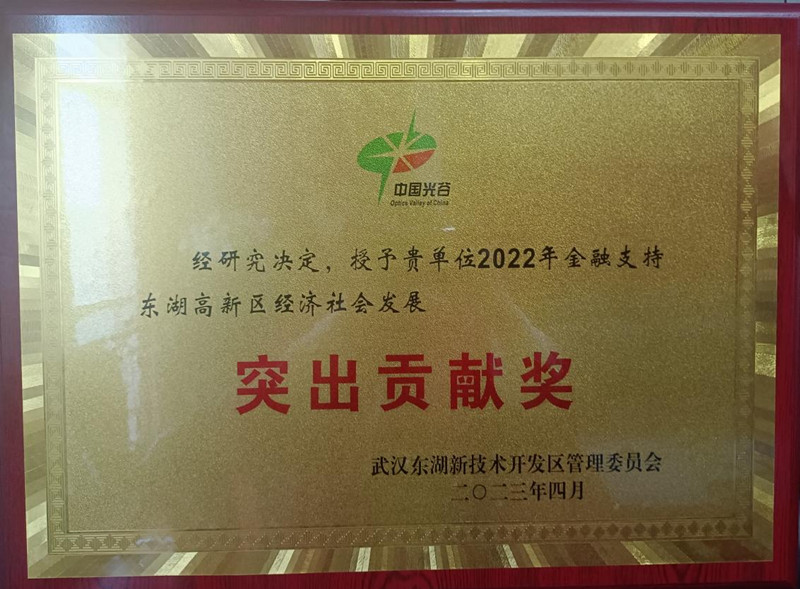 中国光谷
Optics Valley of China
经研究决定，授予贵单位2022年金融支持
东湖高新区经济社会发展
突出贡献奖
武汉东湖新技术开发区管理委员会
二〇二三年四月